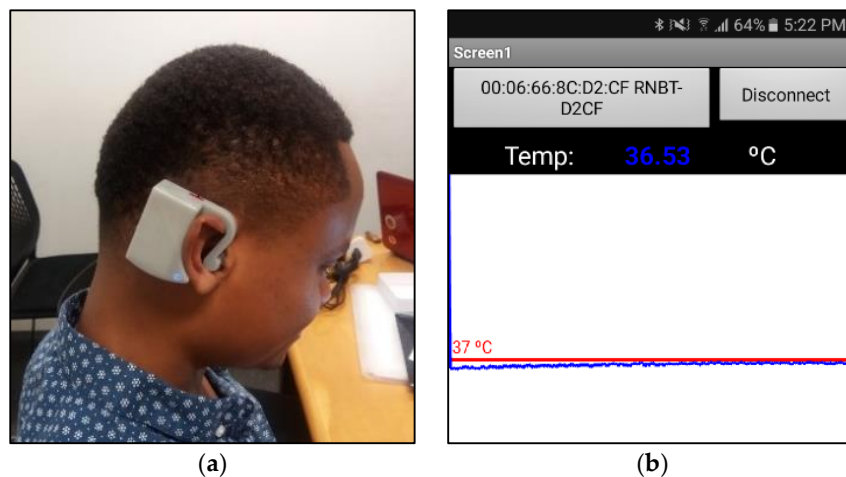 64% 5:22 PM
Screen1
00:06:66:8C:D2:CF RNBT-
D2CF
Disconnect
Temp: 36.53 ºC
37 ºC
(a) (b)